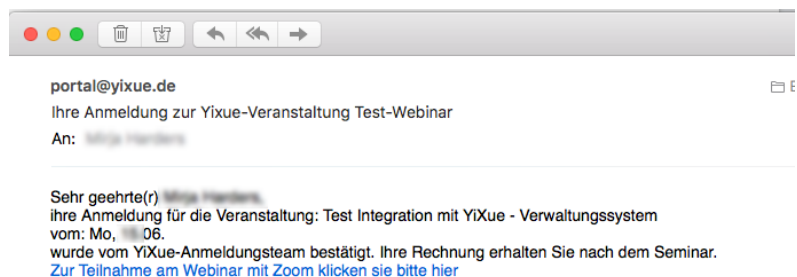 portal@yixue.de
Ihre Anmeldung zur Yixue-Veranstaltung Test-Webinar
An:
Sehr geehrte(r)
ihre Anmeldung für die Veranstaltung: Test Integration mit YiXue - Verwaltungssystem
vom: Mo, 06.
wurde vom YiXue-Anmeldungsteam bestätigt. Ihre Rechnung erhalten Sie nach dem Seminar.
Zur Teilnahme am Webinar mit Zoom klicken sie bitte hier